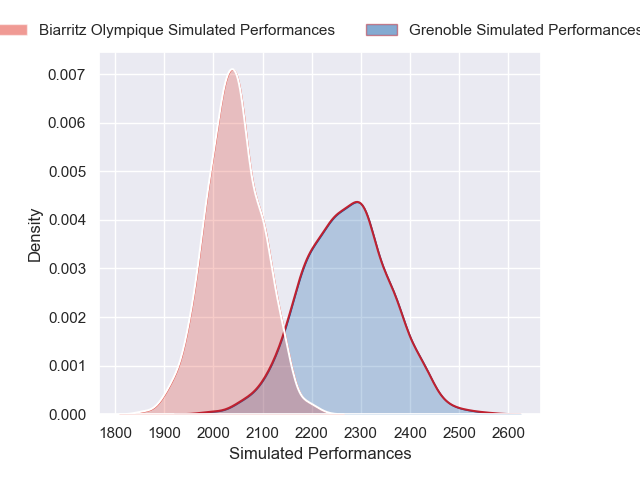 Biarritz Olympique Simulated Performances Grenoble Simulated Performances
0.007
0.006
0.005
0.004
0.003
0.002
0.001
0.000
Density
1800 1900 2000 2100 2200 2300 2400 2500 2600
Simulated Performances